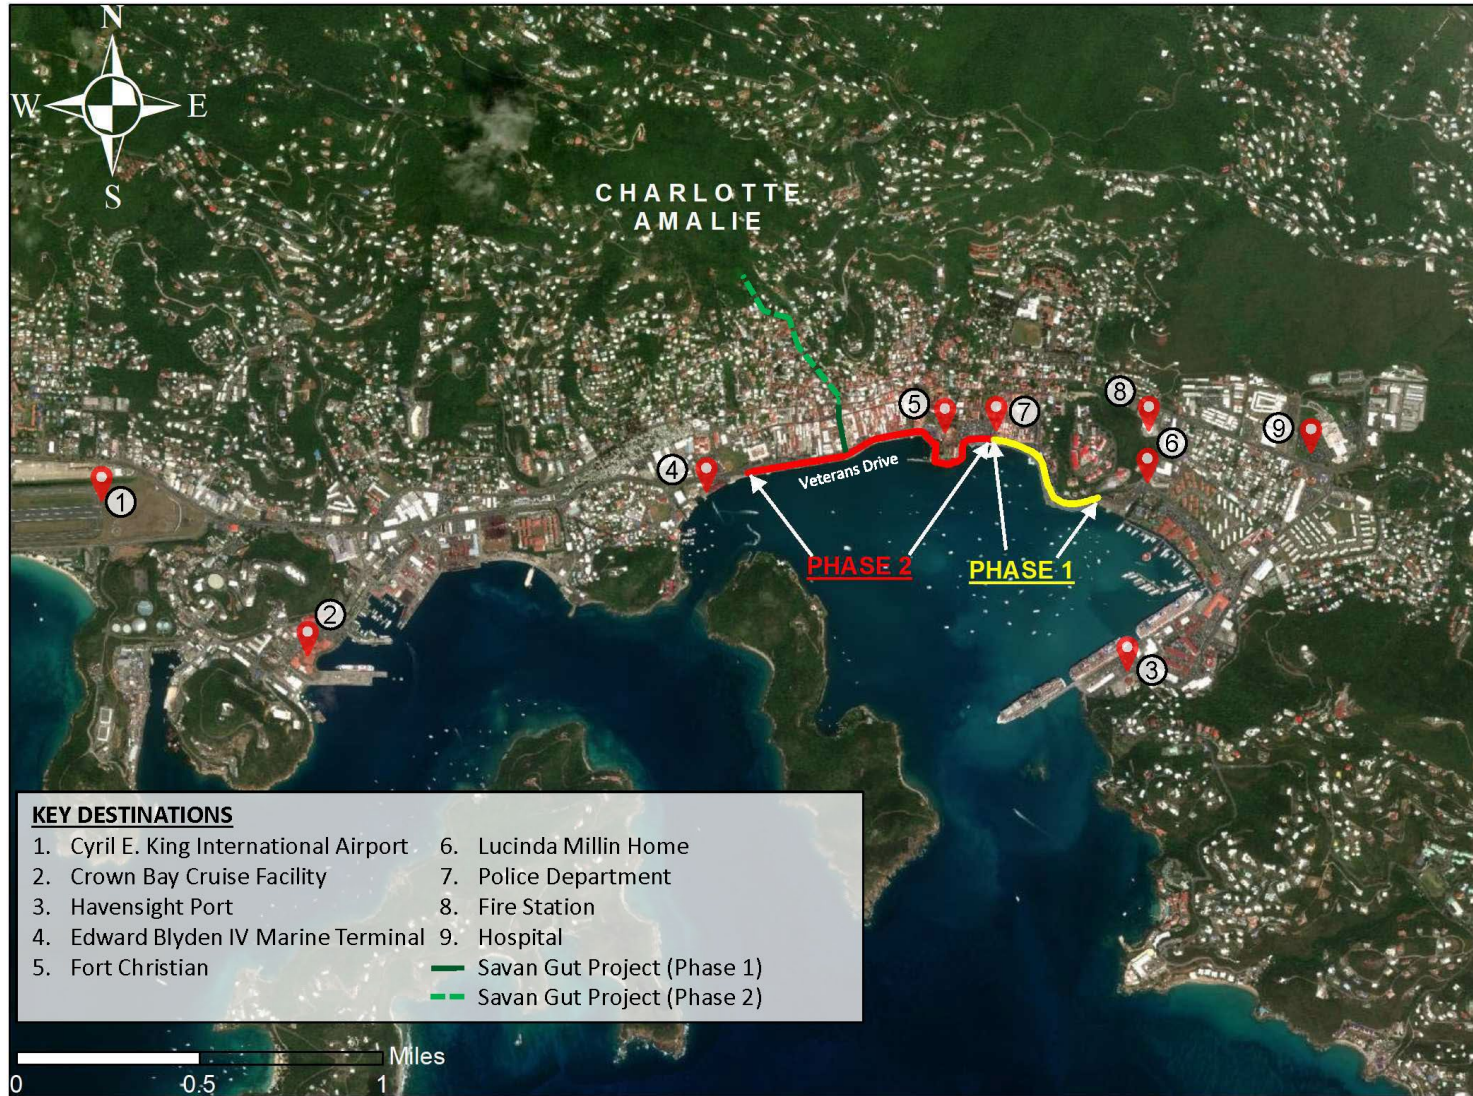 N
W
E
S
CHARLOTTE
AMALIE
8
5
7
9
6
4
Veterans Drive
1
PHASE 2
PHASE 1
2
3
KEY DESTINATIONS
1. Cyril E. King International Airport
2. Crown Bay Cruise Facility
3. Havensight Port
4. Edward Blyden IV Marine Terminal
5. Fort Christian
6. Lucinda Millin Home
7. Police Department
8. Fire Station
9. Hospital
Savan Gut Project (Phase 1)
Savan Gut Project (Phase 2)
Miles
0 0.5 1